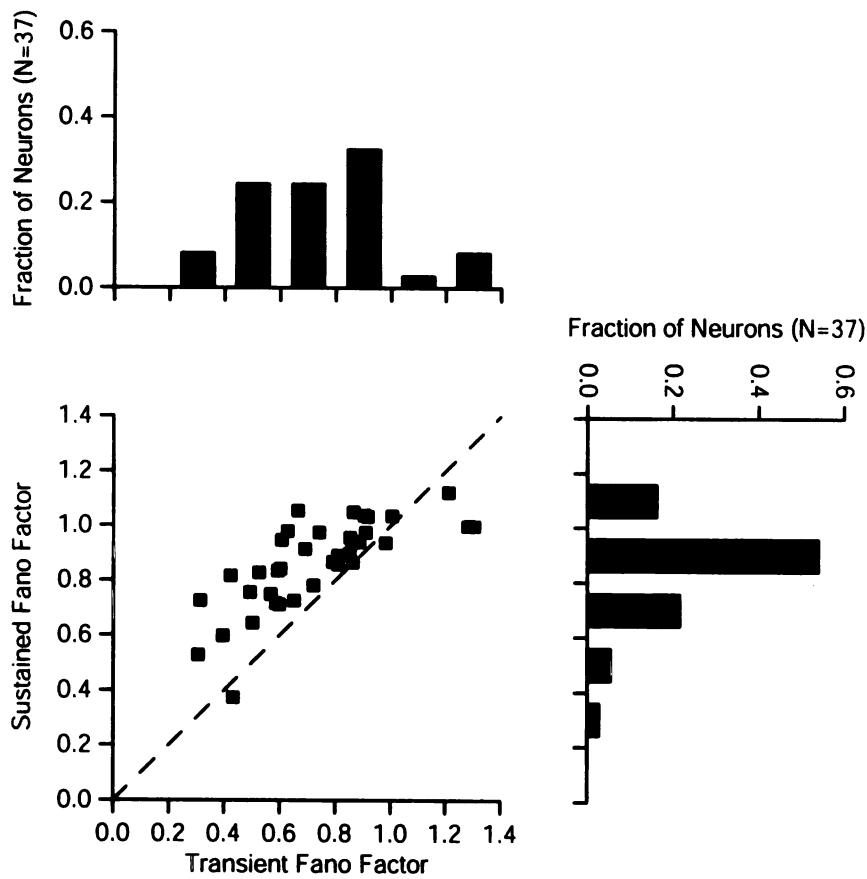 Fraction of Neurons (N=37)
0.6
0.4
0.2
0.0
Fraction of Neurons (N=37)
0.0 0.2 0.4 0.6
Sustained Fano Factor
1.4
1.2
1.0
0.8
0.6
0.4
0.2
0.0
0.0 0.2 0.4 0.6 0.8 1.0 1.2 1.4
Transient Fano Factor